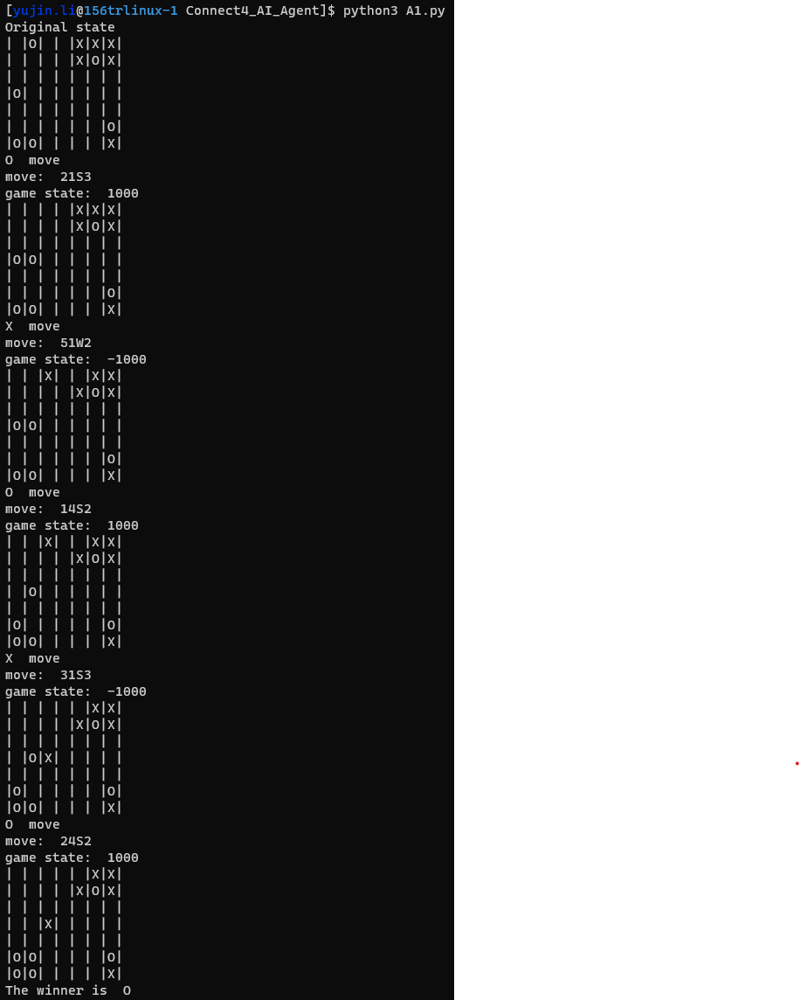 [yujin.li@156trlinux-1 Connect4_AI_Agent]$ python3 A1.py
Original state
| |O| | |X|X|X|
| | | | |X|O|X|
| | | | | | | |
|O| | | | | | |
| | | | | | | |
| | | | | | |O|
|O|O| | | | |X|
O  move
move:  21S3
game state:  1000
| | | | |X|X|X|
| | | | |X|O|X|
| | | | | | | |
|O|O| | | | | |
| | | | | | | |
| | | | | | |O|
|O|O| | | | |X|
X  move
move:  51W2
game state:  -1000
| | |X| | |X|X|
| | | | |X|O|X|
| | | | | | | |
|O|O| | | | | |
| | | | | | | |
| | | | | | |O|
|O|O| | | | |X|
O  move
move:  14S2
game state:  1000
| | |X| | |X|X|
| | | | |X|O|X|
| | | | | | | |
| |O| | | | | |
| | | | | | | |
|O| | | | | |O|
|O|O| | | | |X|
X  move
move:  31S3
game state:  -1000
| | | | | |X|X|
| | | | |X|O|X|
| | | | | | | |
| |O|X| | | | |
| | | | | | | |
|O| | | | | |O|
|O|O| | | | |X|
O  move
move:  24S2
game state:  1000
| | | | | |X|X|
| | | | |X|O|X|
| | | | | | | |
| | |X| | | | |
| | | | | | | |
|O|O| | | | |O|
|O|O| | | | |X|
The winner is  O